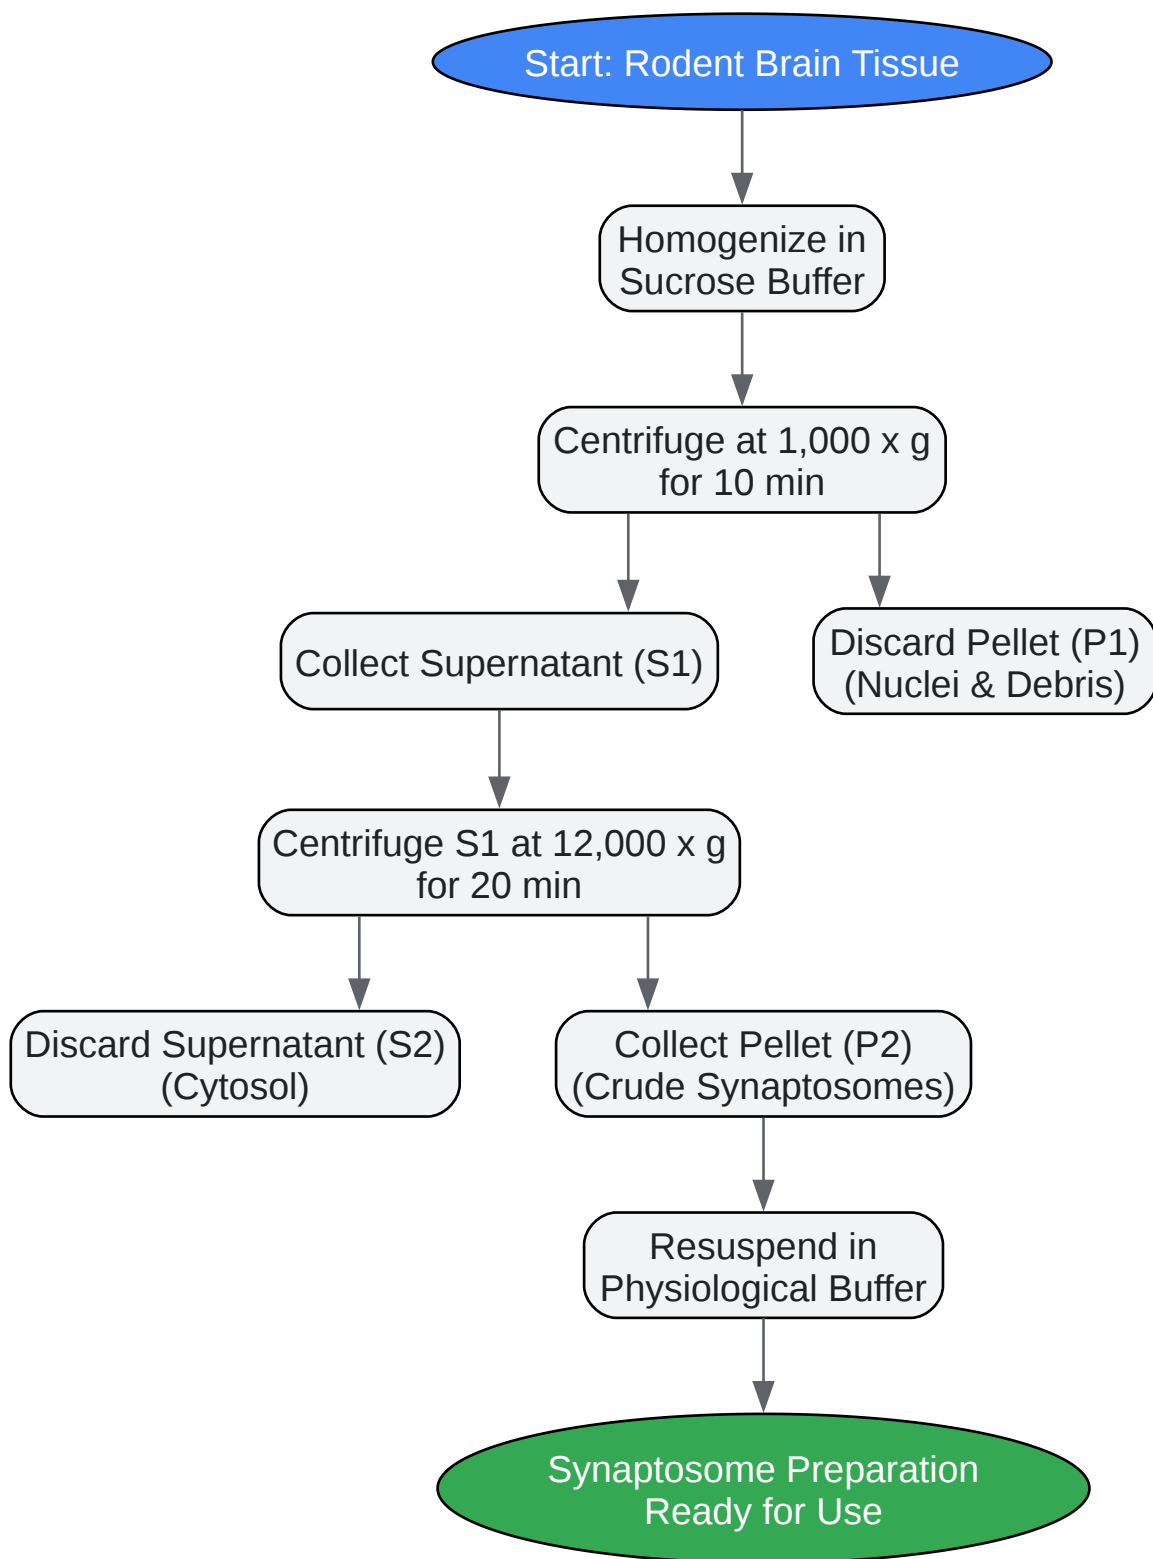 Start: Rodent Brain Tissue
Homogenize in
Sucrose Buffer
Centrifuge at 1,000 x g
for 10 min
Collect Supernatant (S1)
Discard Pellet (P1)
(Nuclei & Debris)
Centrifuge S1 at 12,000 x g
for 20 min
Discard Supernatant (S2)
(Cytosol)
Collect Pellet (P2)
(Crude Synaptosomes)
Resuspend in
Physiological Buffer
Synaptosome Preparation
Ready for Use